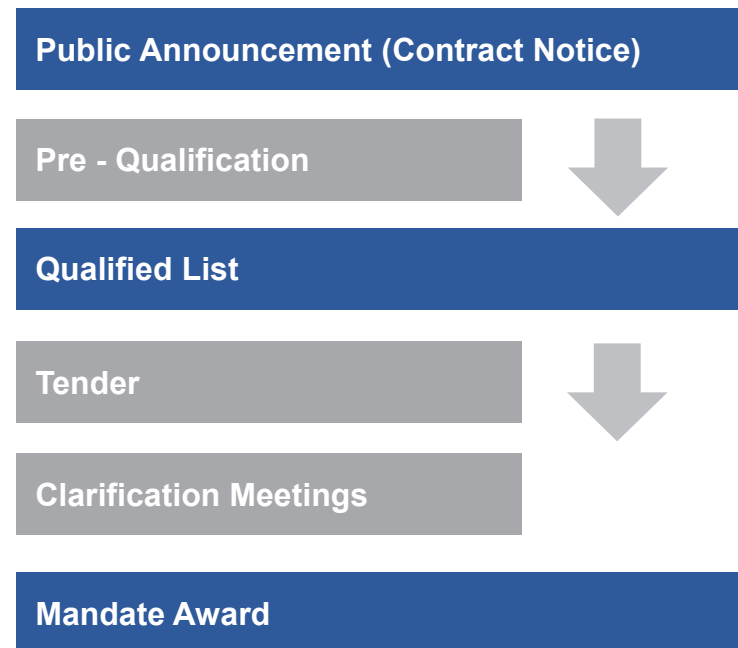 Public Announcement (Contract Notice)
Pre - Qualification
Qualified List
Tender
Clarification Meetings
Mandate Award